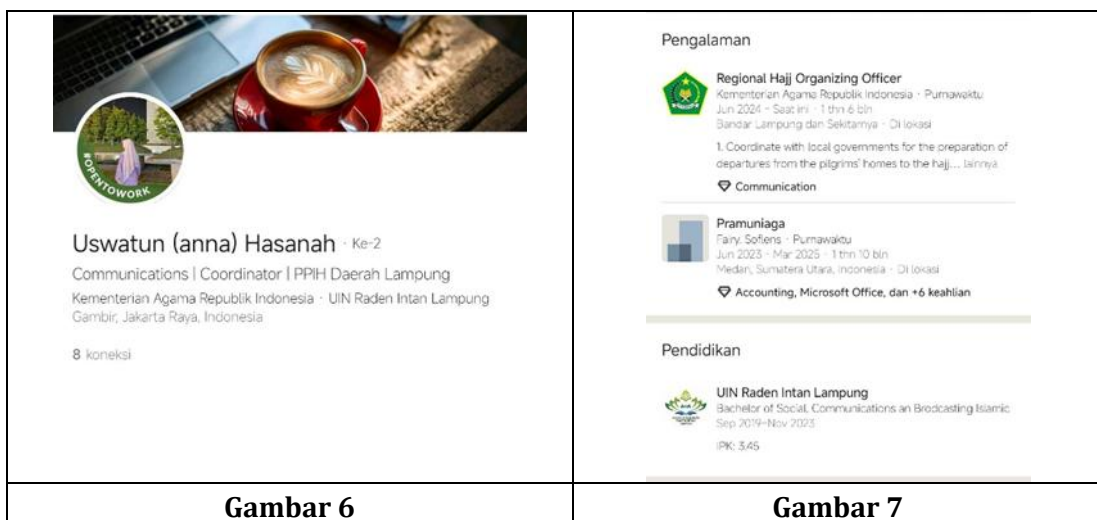 #OPENTOWORK
Uswatun (anna) Hasanah · Ke-2
Communications | Coordinator | PPIH Daerah Lampung
Kementerian Agama Republik Indonesia · UIN Raden Intan Lampung
Gambir, Jakarta Raya, Indonesia
8 koneksi
Gambar 6
Pengalaman
Regional Hajj Organizing Officer
Kementerian Agama Republik Indonesia · Purnawaktu
Jun 2024 - Saat ini · 1 thn 6 bln
Bandar Lampung dan Sekitarnya · Di lokasi
1. Coordinate with local governments for the preparation of
departures from the pilgrims' homes to the hajj... lainnya
Communication
Pramuniaga
Fairy. Soflens · Purnawaktu
Jun 2023 - Mar 2025 · 1 thn 10 bln
Medan, Sumatera Utara, Indonesia · Di lokasi
Accounting, Microsoft Office, dan +6 keahlian
Pendidikan
UIN Raden Intan Lampung
Bachelor of Social, Communications an Brodcasting Islamic
Sep 2019–Nov 2023
IPK: 3.45
Gambar 7